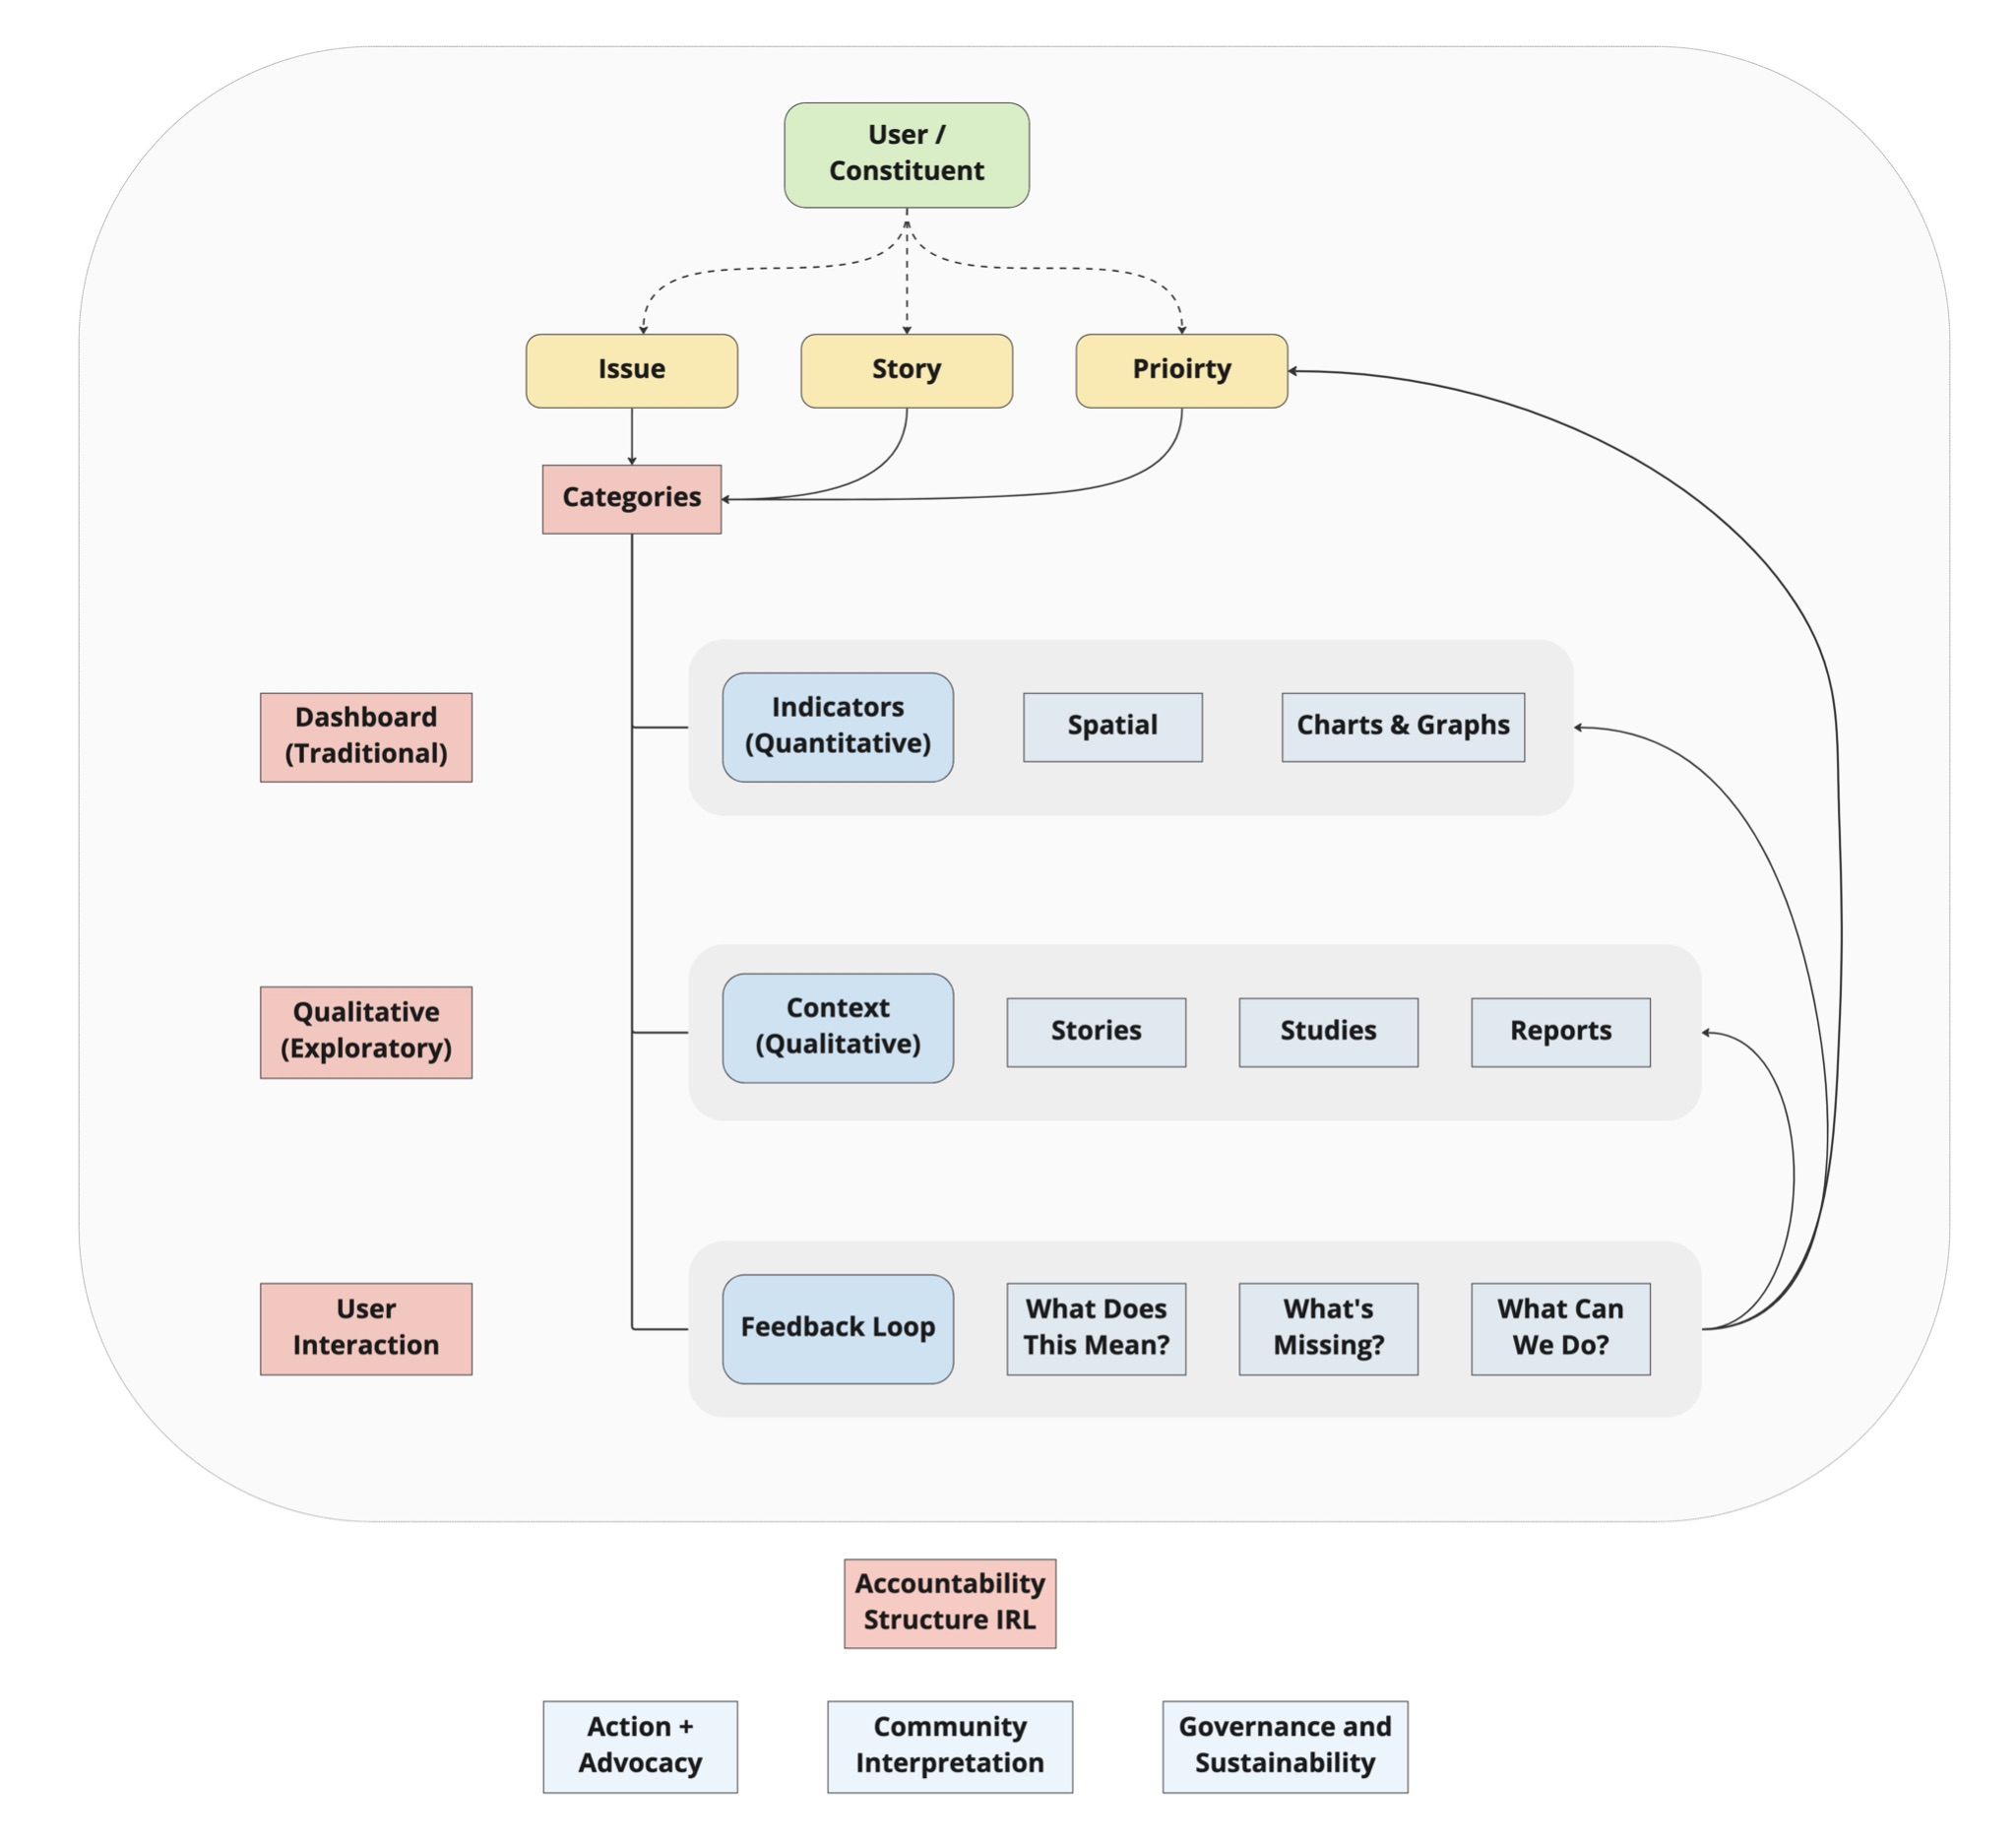 User /
Constituent
Issue
Story
Prioirty
Categories
Dashboard
(Traditional)
Indicators
(Quantitative)
Spatial
Charts & Graphs
Qualitative
(Exploratory)
Context
(Qualitative)
Stories
Studies
Reports
User
Interaction
Feedback Loop
What Does
This Mean?
What's
Missing?
What Can
We Do?
Accountability
Structure IRL
Action +
Advocacy
Community
Interpretation
Governance and
Sustainability